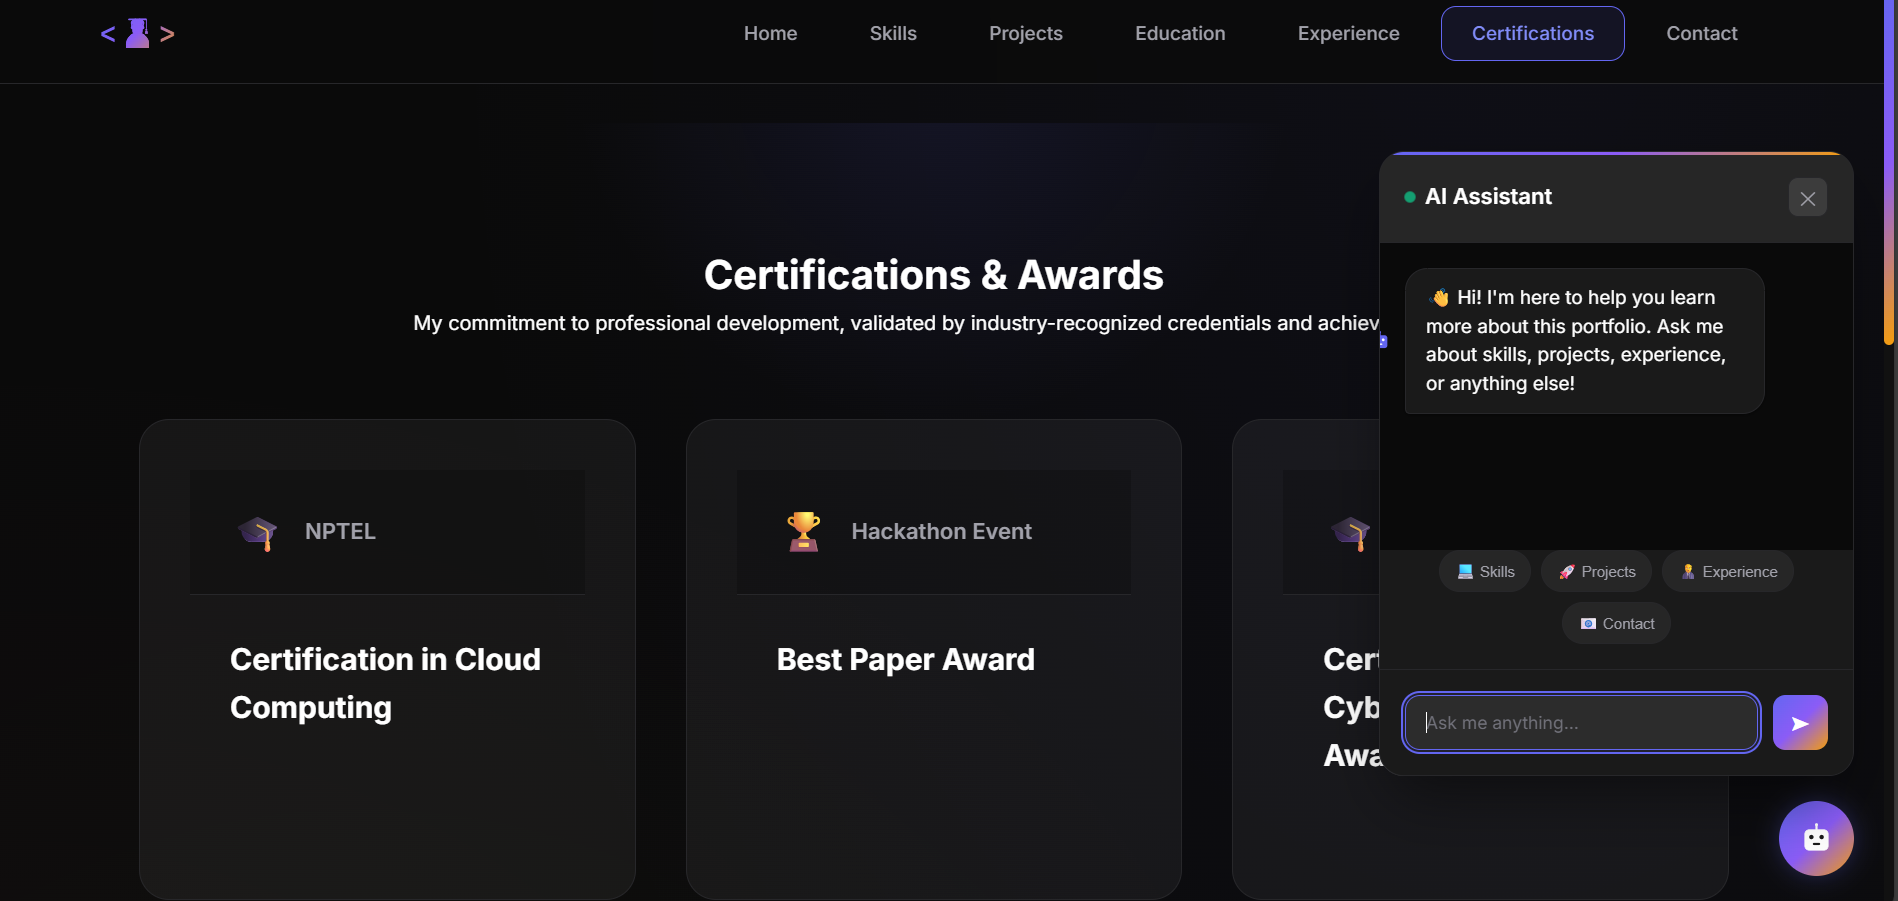 Home Skills Projects Education Experience Certifications Contact
Certifications & Awards
My commitment to professional development, validated by industry-recognized credentials and achiev
NPTEL
Certification in Cloud
Computing
Hackathon Event
Best Paper Award
Cert
Cyb
Awa
AI Assistant
👋 Hi! I'm here to help you learn
more about this portfolio. Ask me
about skills, projects, experience,
or anything else!
Skills Projects Experience
Contact
Ask me anything...